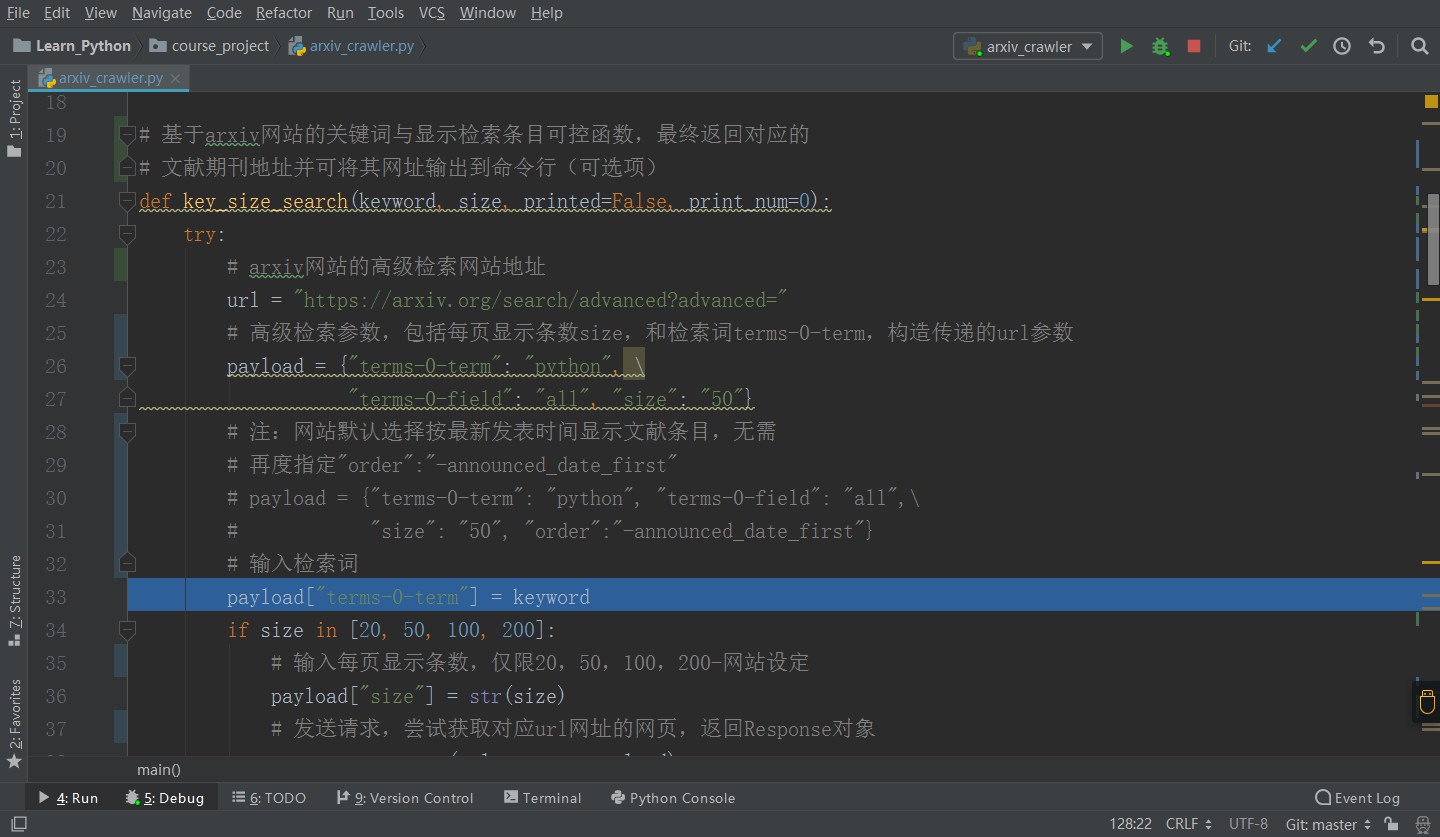 File Edit View Navigate Code Refactor Run Tools VCS Window Help
Learn_Python course_project arxiv_crawler.py arxiv_crawler Git:
arxiv_crawler.py
1: Project
7: Structure
2: Favorites
18
19 # 基于arxiv网站的关键词与显示检索条目可控函数，最终返回对应的
20 # 文献期刊地址并可将其网址输出到命令行（可选项）
21 def key_size_search(keyword, size, printed=False, print_num=0):
22 try:
23 # arxiv网站的高级检索网站地址
24 url = "https://arxiv.org/search/advanced?advanced="
25 # 高级检索参数，包括每页显示条数size，和检索词terms-0-term，构造传递的url参数
26 payload = {"terms-0-term": "python", \
27 "terms-0-field": "all", "size": "50"}
28 # 注：网站默认选择按最新发表时间显示文献条目，无需
29 # 再度指定"order":"-announced_date_first"
30 # payload = {"terms-0-term": "python", "terms-0-field": "all",\
31 # "size": "50", "order":"-announced_date_first"}
32 # 输入检索词
33 payload["terms-0-term"] = keyword
34 if size in [20, 50, 100, 200]:
35 # 输入每页显示条数，仅限20，50，100，200-网站设定
36 payload["size"] = str(size)
37 # 发送请求，尝试获取对应url网址的网页，返回Response对象
main()
4: Run 5: Debug 6: TODO 9: Version Control Terminal Python Console Event Log
128:22 CRLF UTF-8 Git: master